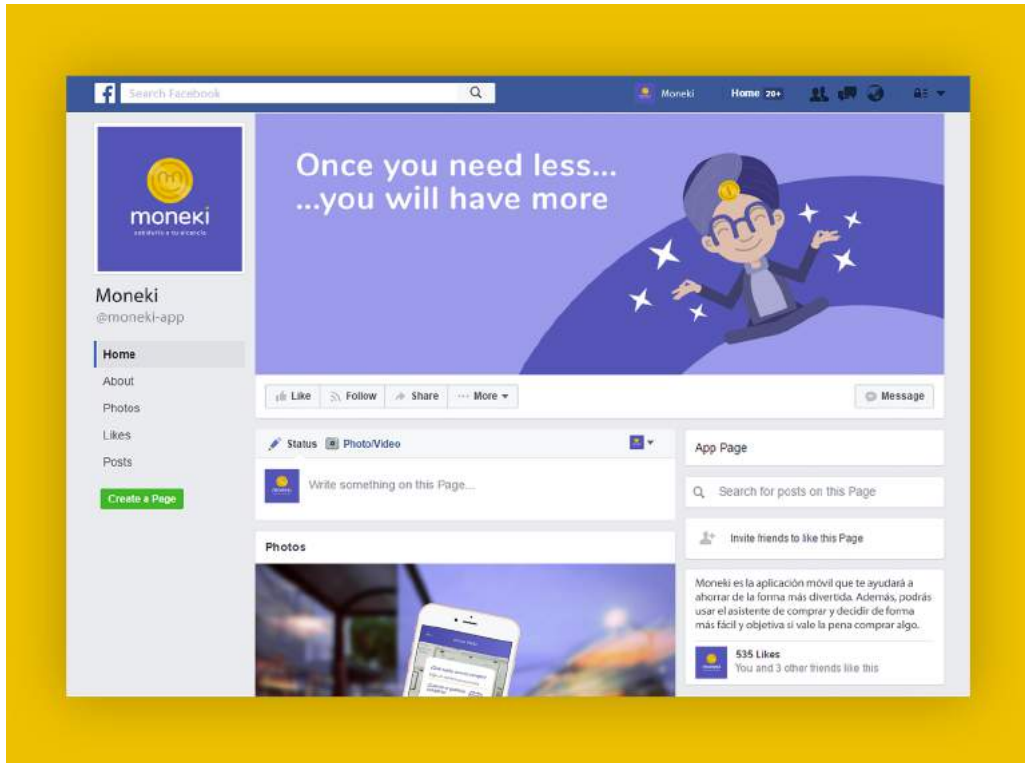 Search Facebook
Moneki
Home 20+
moneki
sabiduría a tu alcance
Once you need less...
...you will have more
Moneki
@moneki-app
Home
About
Photos
Likes
Posts
Create a Page
Like
Follow
Share
More
Message
Status
Photo/Video
Write something on this Page...
Photos
App Page
Search for posts on this Page
Invite friends to like this Page
Moneki es la aplicación móvil que te ayudará a
ahorrar de la forma más divertida. Además, podrás
usar el asistente de comprar y decidir de forma
más fácil y objetiva si vale la pena comprar algo.
535 Likes
You and 3 other friends like this